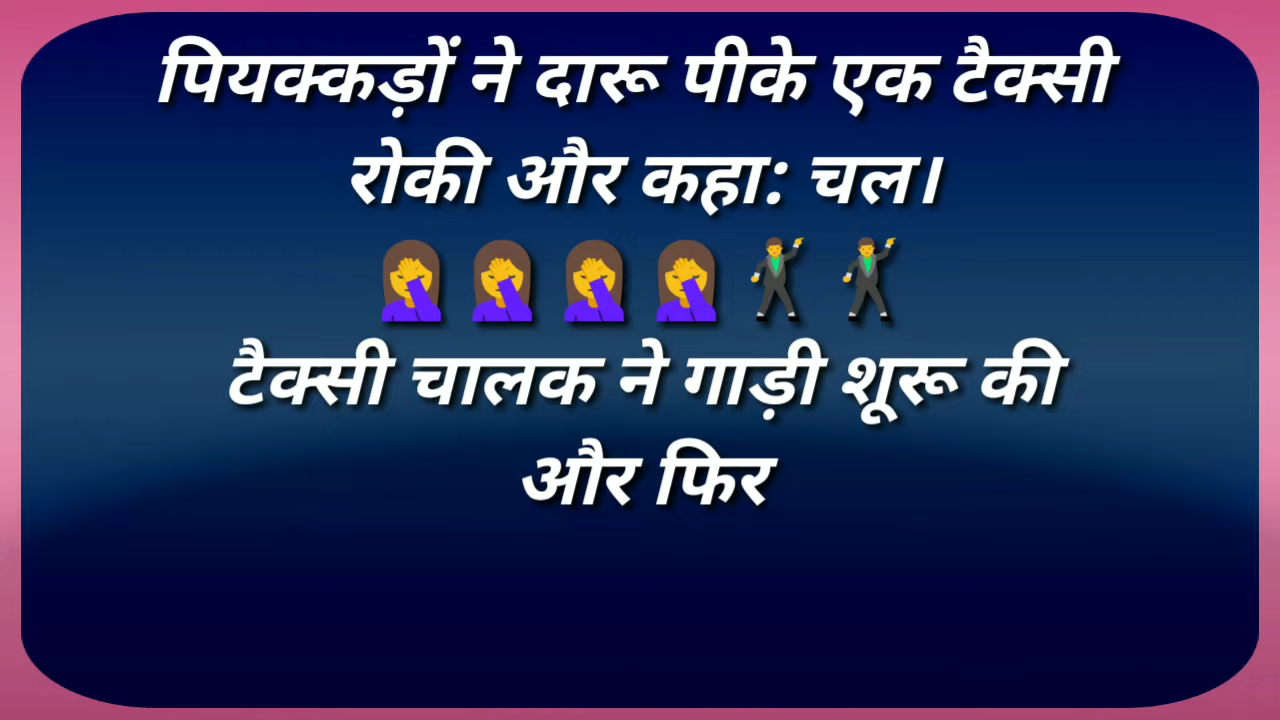 पियक्कड़ों ने दारू पीके एक टैक्सी
रोकी और कहा: चल।
🤦‍♀️🤦‍♀️🤦‍♀️🤦‍♀️🕺🕺
टैक्सी चालक ने गाड़ी शूरू की
और फिर